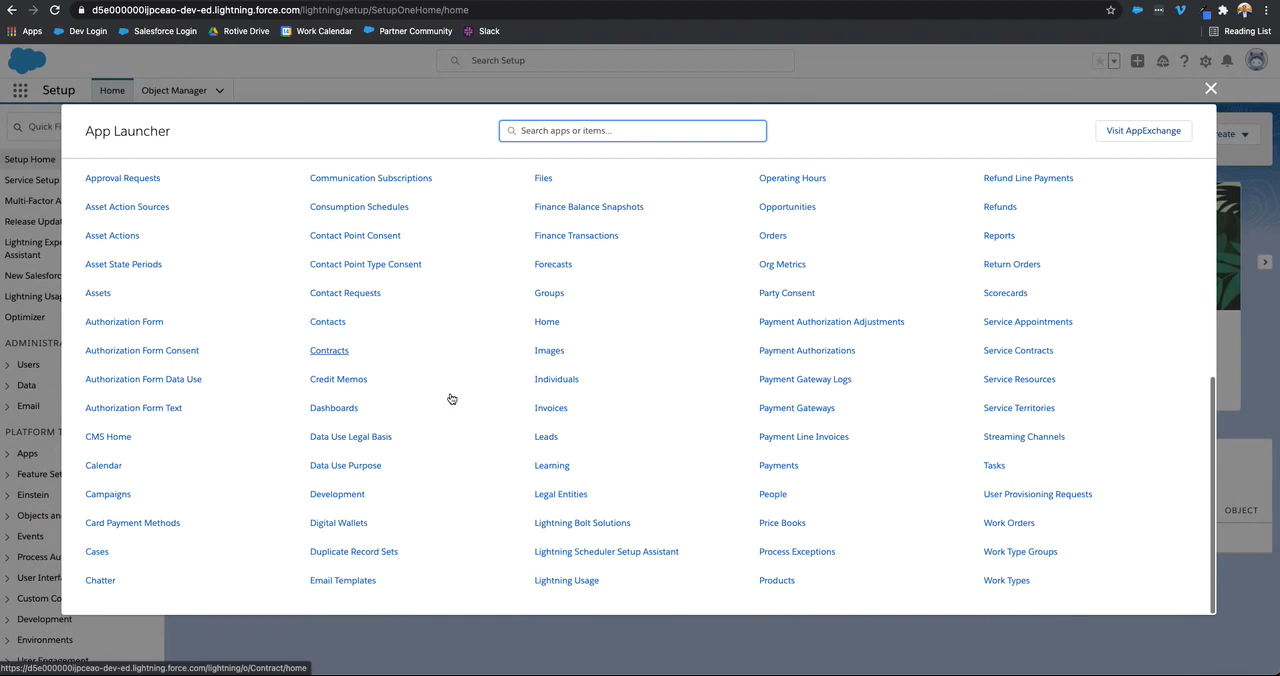 d5e000000ijpceao-dev-ed.lightning.force.com/lightning/setup/SetupOneHome/home
Apps Dev Login Salesforce Login Rotive Drive Work Calendar Partner Community Slack Reading List
Search Setup
Setup Home Object Manager
App Launcher
Search apps or items...
Visit AppExchange
Quick Fi
Setup Home
Service Setup
Multi-Factor A
Release Updat
Lightning Expe
Assistant
New Salesforc
Lightning Usag
Optimizer
ADMINISTRA
Users
Data
Email
PLATFORM T
Apps
Feature Set
Einstein
Objects an
Events
Process Au
User Interf
Custom Co
Development
Environments
User Engagement
Approval Requests
Asset Action Sources
Asset Actions
Asset State Periods
Assets
Authorization Form
Authorization Form Consent
Authorization Form Data Use
Authorization Form Text
CMS Home
Calendar
Campaigns
Card Payment Methods
Cases
Chatter
Communication Subscriptions
Consumption Schedules
Contact Point Consent
Contact Point Type Consent
Contact Requests
Contacts
Contracts
Credit Memos
Dashboards
Data Use Legal Basis
Data Use Purpose
Development
Digital Wallets
Duplicate Record Sets
Email Templates
Files
Finance Balance Snapshots
Finance Transactions
Forecasts
Groups
Home
Images
Individuals
Invoices
Leads
Learning
Legal Entities
Lightning Bolt Solutions
Lightning Scheduler Setup Assistant
Lightning Usage
Operating Hours
Opportunities
Orders
Org Metrics
Party Consent
Payment Authorization Adjustments
Payment Authorizations
Payment Gateway Logs
Payment Gateways
Payment Line Invoices
Payments
People
Price Books
Process Exceptions
Products
Refund Line Payments
Refunds
Reports
Return Orders
Scorecards
Service Appointments
Service Contracts
Service Resources
Service Territories
Streaming Channels
Tasks
User Provisioning Requests
Work Orders
Work Type Groups
Work Types
reate
OBJECT
https://d5e000000ijpceao-dev-ed.lightning.force.com/lightning/o/Contract/home